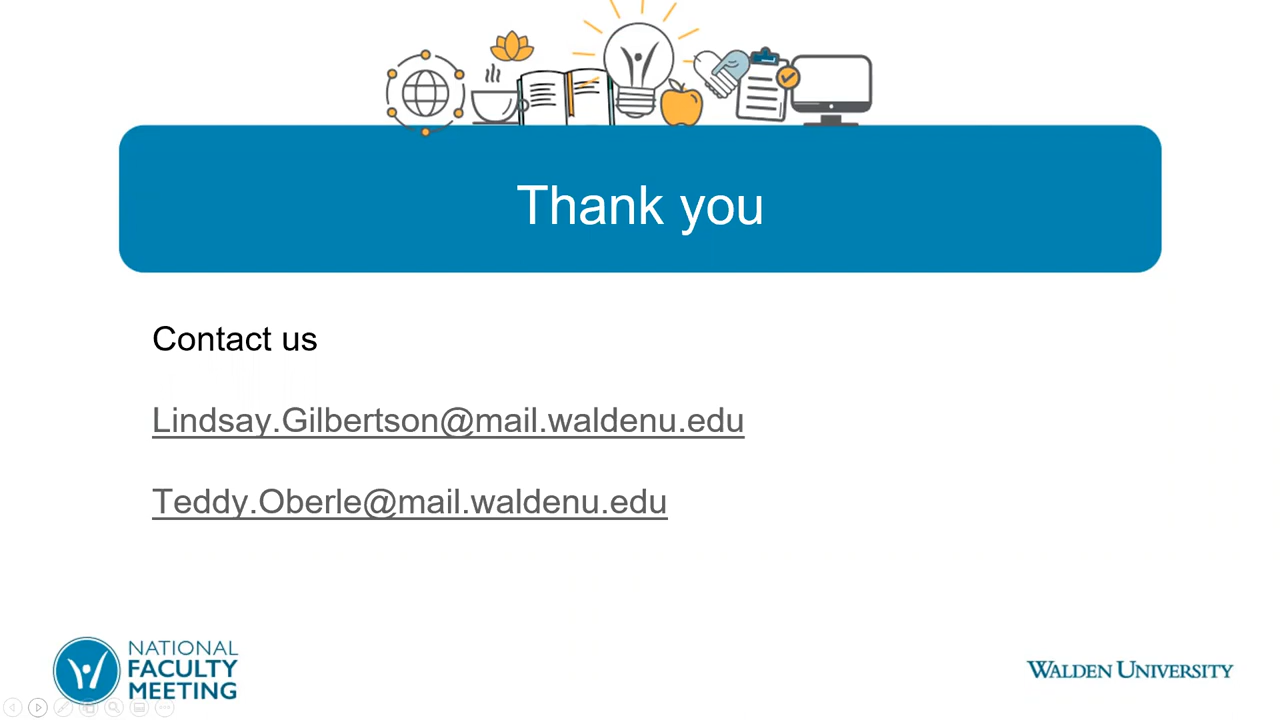 Thank you
Contact us
Lindsay.Gilbertson@mail.waldenu.edu
Teddy.Oberle@mail.waldenu.edu
NATIONAL
FACULTY
MEETING
WALDEN UNIVERSITY